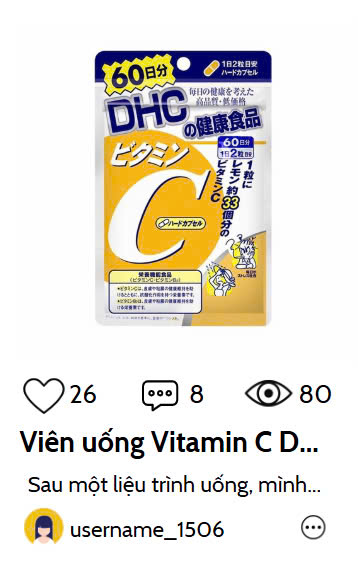 60日分
1日2粒目安
ハードカプセル
毎日の健康を考えた
高品質・低価格
DHC
の健康食品
60日分
1日2粒目安
ビタミン
C
1粒に
レモン約33個分の
ビタミンC
ハードカプセル
栄養機能食品
(ビタミンC・ビタミンB2)
26
8
80
Viên uống Vitamin C D...
Sau một liệu trình uống, mình...
username_1506